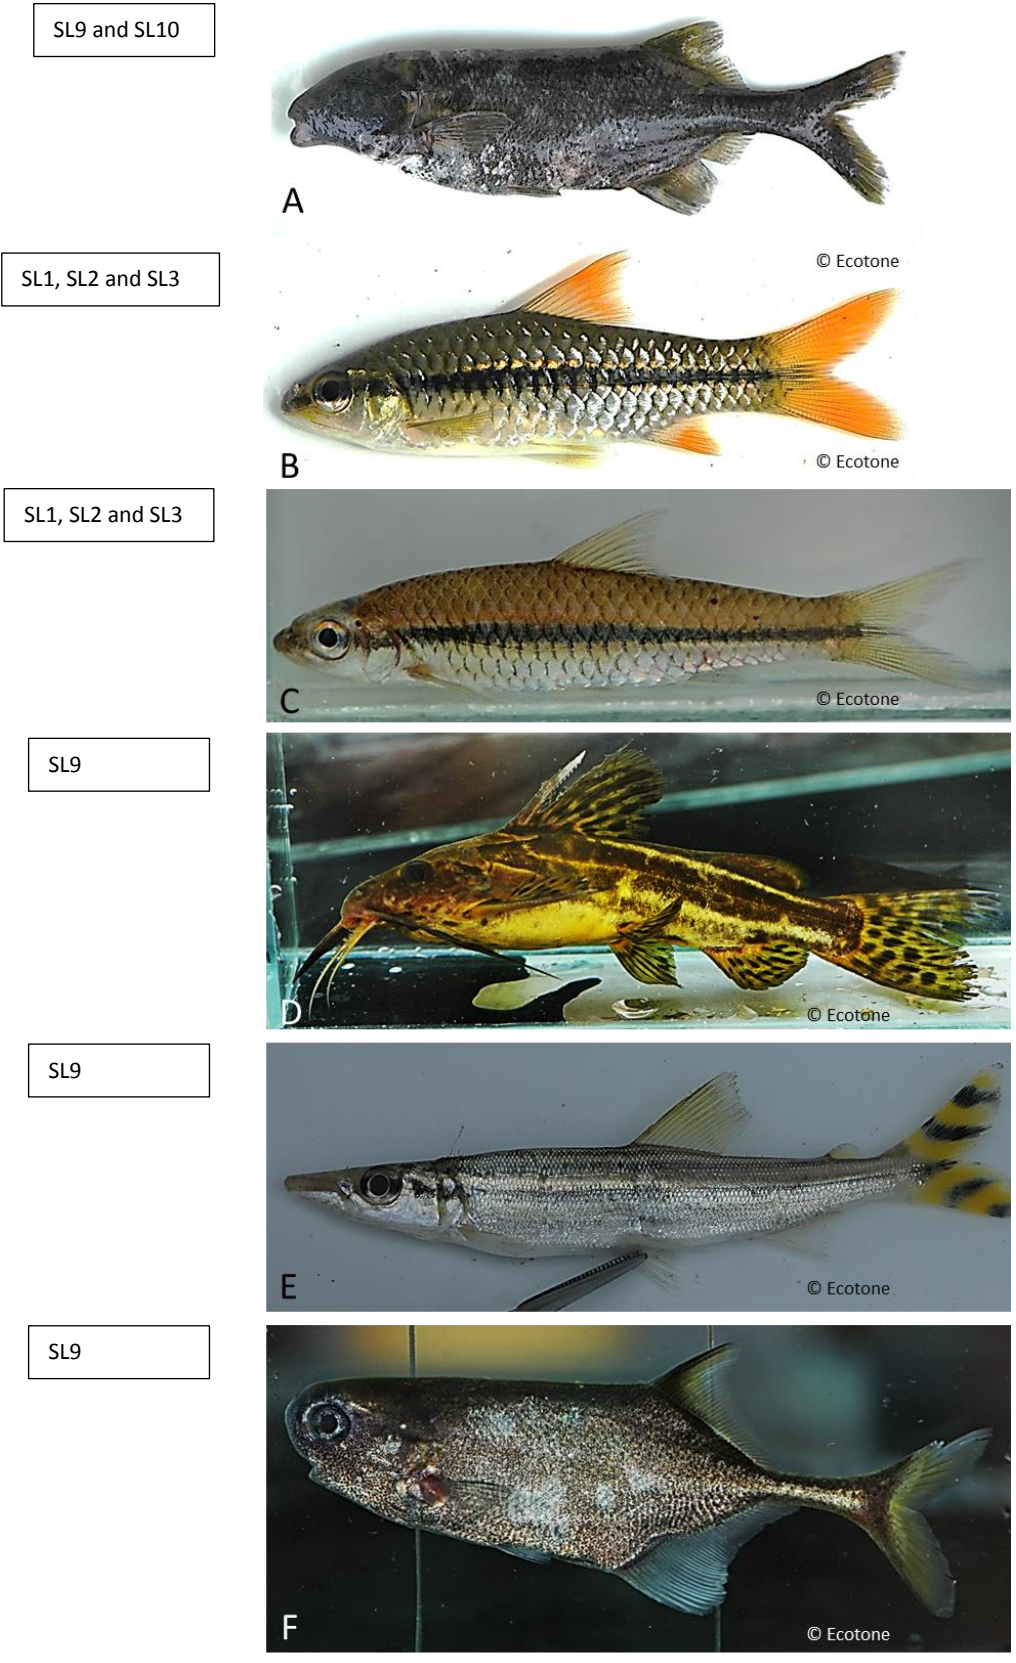 SL9 and SL10
A
SL1, SL2 and SL3
© Ecotone
B
© Ecotone
SL1, SL2 and SL3
C
© Ecotone
SL9
D
© Ecotone
SL9
E
© Ecotone
SL9
F
© Ecotone